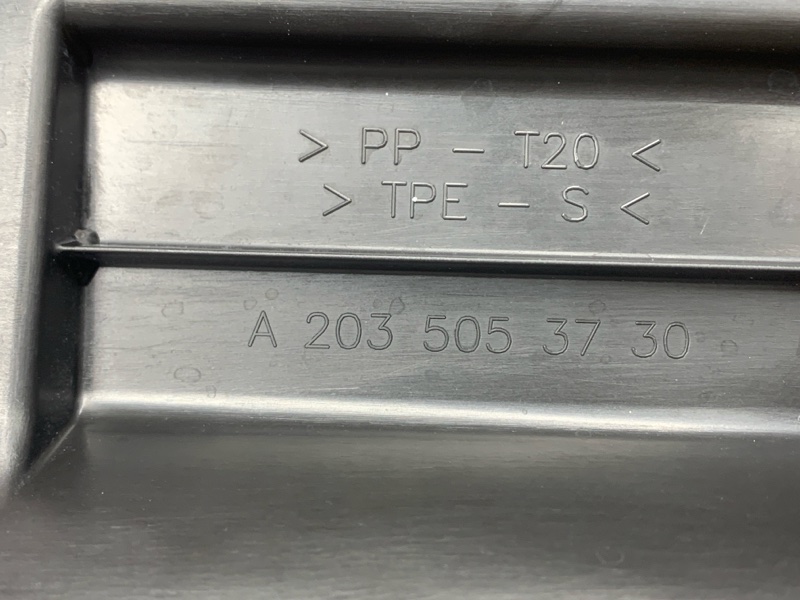 > PP - T20 <
> TPE - S <
A 203 505 37 30